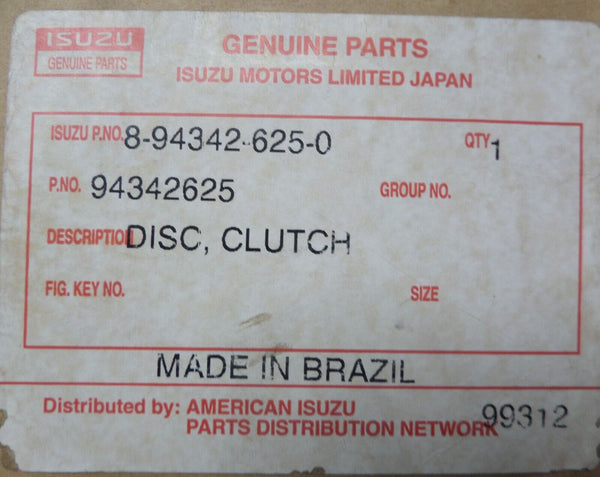 ISUZU
GENUINE PARTS
GENUINE PARTS
ISUZU MOTORS LIMITED JAPAN
ISUZU P.NO. 8-94342-625-0 QTY 1
P.NO. 94342625 GROUP NO.
DESCRIPTION DISC, CLUTCH
FIG. KEY NO. SIZE
MADE IN BRAZIL
Distributed by: AMERICAN ISUZU
PARTS DISTRIBUTION NETWORK 99312